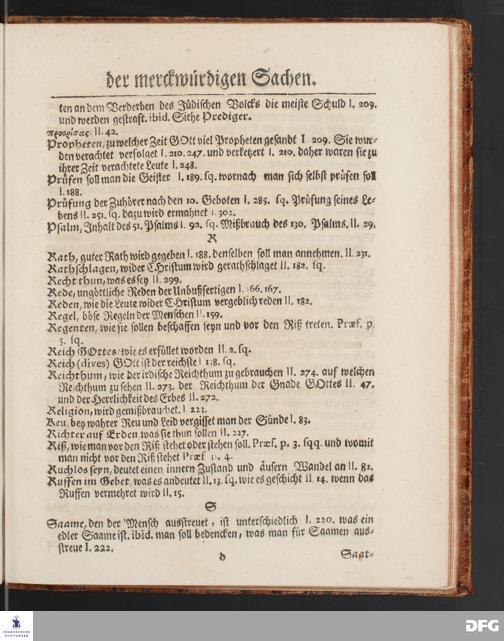 der merckwürdigen Sachen.
ten an dem Verderben des Jüdischen Volcks die meiste Schuld I. 209.
und werden gestraft. ibid. Siehe Prediger.
προορίσας. II. 42.
Propheten, zu welcher Zeit GOtt viel Propheten gesandt I 209. Sie wur-
den verachtet verfolget I. 210. 247. und verketzert I. 210. daher waren sie zu
ihrer Zeit verachtete Leute I. 248.
Prüfen soll man die Geister I. 189. sq. wornach man sich selbst prüfen soll
I. 188.
Prüfung der Zuhörer nach den 10. Geboten I. 285. sq. Prüfung seines Le-
bens II. 251. sq. dazu wird ermahnet I. 302.
Psalm, Inhalt des 51. Psalms I. 92. sq. Mißbrauch des 130. Psalms. II. 29.
R
Rath, guter Rath wird gegeben I. 188. denselben soll man annehmen. II. 231.
Rathschlagen, wider CHristum wird gerathschlaget II. 182. sq.
Recht thun, was es sey II. 299.
Rede, ungöttliche Reden der Unbußfertigen I. 166. 167.
Reden, wie die Leute wider CHristum vergeblich reden II. 182.
Regel, böse Regeln der Menschen II. 159.
Regenten, wie sie sollen beschaffen seyn und vor den Riß treten. Præf. p.
5. sq.
Reich GOttes, wie es erfüllet worden II. 2. sq.
Reich (dives) GOtt ist der reichste I 138. sq.
Reichthum, wie der irdische Reichthum zu gebrauchen II. 274. auf welchen
Reichthum zu sehen II. 273. der Reichthum der Gnade GOttes II. 47.
und der Herrlichkeit des Erbes II. 272.
Religion, wird gemißbrauchet. I 223.
Reu, bey wahrer Reu und Leid vergisset man der Sünde I. 83.
Richter auf Erden was sie thun sollen II. 227.
Riß, wie man vor den Riß stehet oder stehen soll. Præf. p. 3. sqq. und womit
man nicht vor den Riß stehet Præf p. 4.
Ruchlos seyn, deutet einen innern Zustand und äusern Wandel an II. 82.
Ruffen im Gebet, was es andeutet II. 13. sq. wie es geschicht II. 14. wenn das
Ruffen vermehret wird II. 15.
S
Saame, den der Mensch ausstreuet, ist unterschiedlich I. 220. was ein
edler Saame ist. ibid. man soll bedencken, was man für Saamen aus-
streue I. 222.
d
Saat-
FRANCKESCHE
STIFTUNGEN
DFG